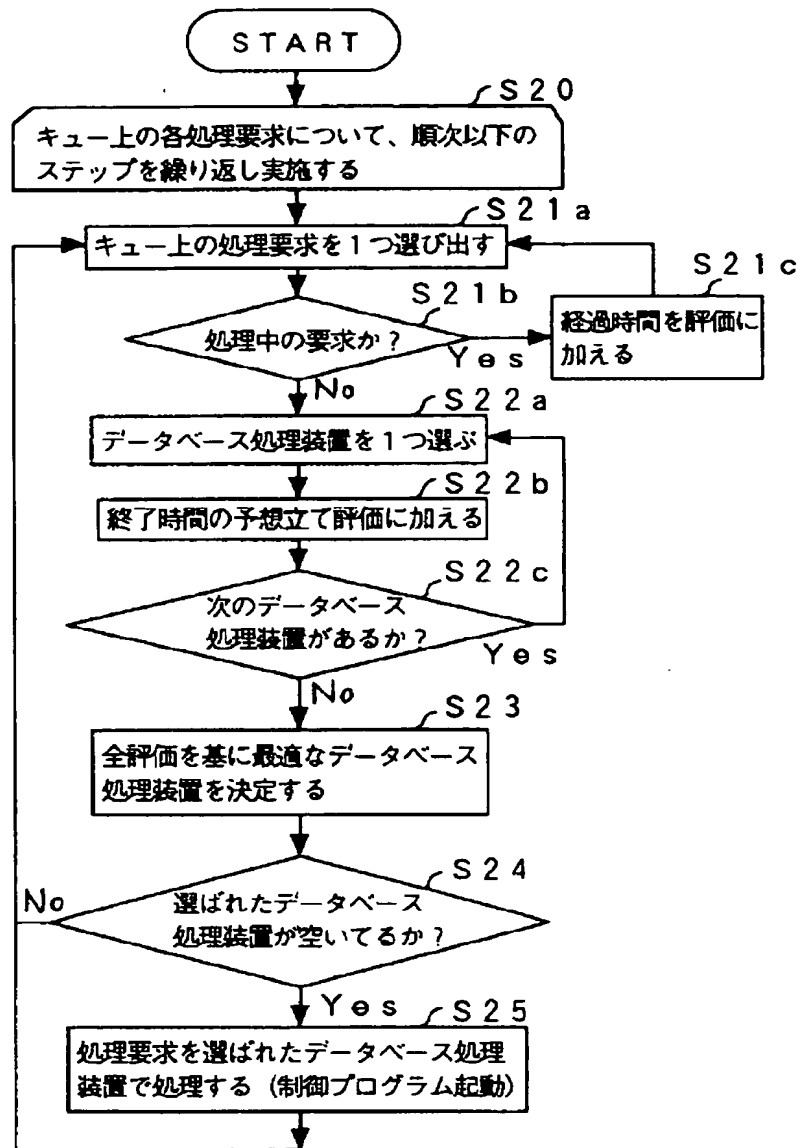 START
S20
キュー上の各処理要求について、順次以下の
ステップを繰り返し実施する
S21a
キュー上の処理要求を1つ選び出す
S21c
S21b
処理中の要求か?
Yes
経過時間を評価に
加える
No
S22a
データベース処理装置を1つ選ぶ
S22b
終了時間の予想立て評価に加える
S22c
次のデータベース
処理装置があるか?
Yes
No
S23
全評価を基に最適なデータベース
処理装置を決定する
S24
No
選ばれたデータベース
処理装置が空いてるか?
Yes
S25
処理要求を選ばれたデータベース処理
装置で処理する (制御プログラム起動)